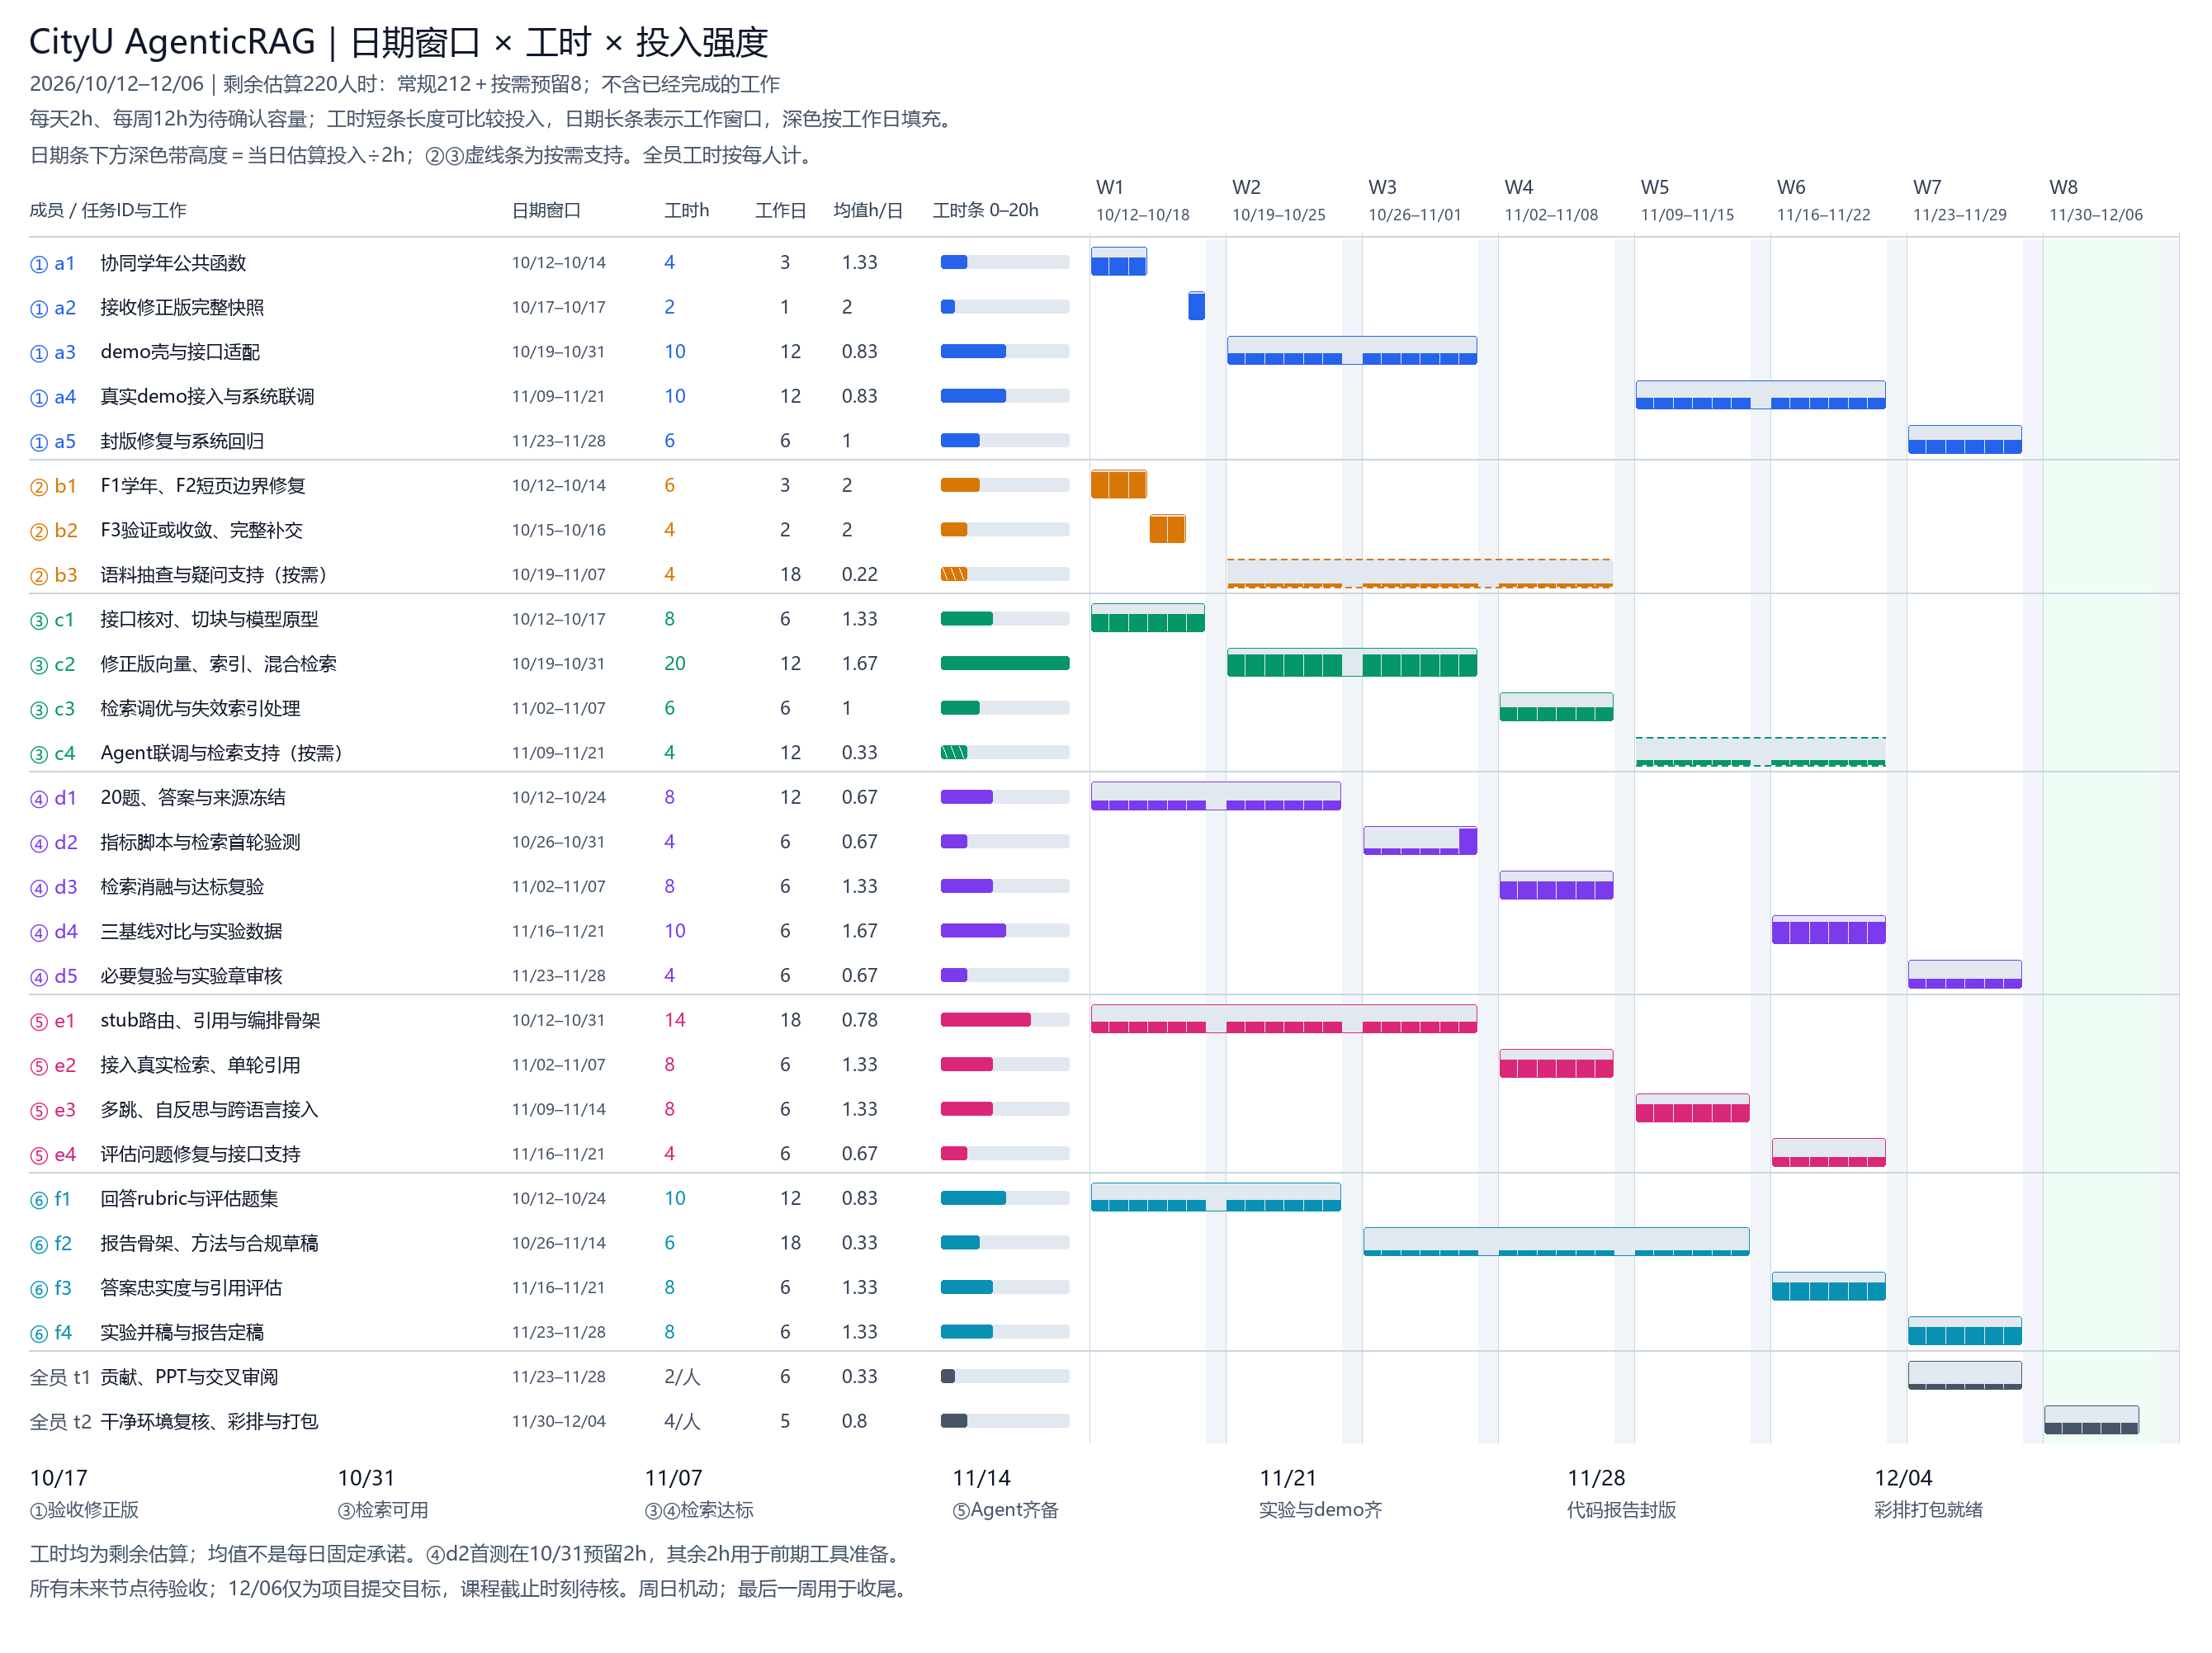 CityU AgenticRAG｜日期窗口 × 工时 × 投入强度
2026/10/12–12/06｜剩余估算220人时：常规212＋按需预留8；不含已经完成的工作
每天2h、每周12h为待确认容量；工时短条长度可比较投入，日期长条表示工作窗口，深色按工作日填充。
日期条下方深色带高度＝当日估算投入÷2h；②③虚线条为按需支持。全员工时按每人计。
W1 W2 W3 W4 W5 W6 W7 W8
成员 / 任务ID与工作 日期窗口 工时h 工作日 均值h/日 工时条 0–20h 10/12–10/18 10/19–10/25 10/26–11/01 11/02–11/08 11/09–11/15 11/16–11/22 11/23–11/29 11/30–12/06
① a1 协同学年公共函数 10/12–10/14 4 3 1.33
① a2 接收修正版完整快照 10/17–10/17 2 1 2
① a3 demo壳与接口适配 10/19–10/31 10 12 0.83
① a4 真实demo接入与系统联调 11/09–11/21 10 12 0.83
① a5 封版修复与系统回归 11/23–11/28 6 6 1
② b1 F1学年、F2短页边界修复 10/12–10/14 6 3 2
② b2 F3验证或收敛、完整补交 10/15–10/16 4 2 2
② b3 语料抽查与疑问支持（按需） 10/19–11/07 4 18 0.22
③ c1 接口核对、切块与模型原型 10/12–10/17 8 6 1.33
③ c2 修正版向量、索引、混合检索 10/19–10/31 20 12 1.67
③ c3 检索调优与失效索引处理 11/02–11/07 6 6 1
③ c4 Agent联调与检索支持（按需） 11/09–11/21 4 12 0.33
④ d1 20题、答案与来源冻结 10/12–10/24 8 12 0.67
④ d2 指标脚本与检索首轮验测 10/26–10/31 4 6 0.67
④ d3 检索消融与达标复验 11/02–11/07 8 6 1.33
④ d4 三基线对比与实验数据 11/16–11/21 10 6 1.67
④ d5 必要复验与实验章审核 11/23–11/28 4 6 0.67
⑤ e1 stub路由、引用与编排骨架 10/12–10/31 14 18 0.78
⑤ e2 接入真实检索、单轮引用 11/02–11/07 8 6 1.33
⑤ e3 多跳、自反思与跨语言接入 11/09–11/14 8 6 1.33
⑤ e4 评估问题修复与接口支持 11/16–11/21 4 6 0.67
⑥ f1 回答rubric与评估题集 10/12–10/24 10 12 0.83
⑥ f2 报告骨架、方法与合规草稿 10/26–11/14 6 18 0.33
⑥ f3 答案忠实度与引用评估 11/16–11/21 8 6 1.33
⑥ f4 实验并稿与报告定稿 11/23–11/28 8 6 1.33
全员 t1 贡献、PPT与交叉审阅 11/23–11/28 2/人 6 0.33
全员 t2 干净环境复核、彩排与打包 11/30–12/04 4/人 5 0.8
10/17 10/31 11/07 11/14 11/21 11/28 12/04
①验收修正版 ③检索可用 ③④检索达标 ⑤Agent齐备 实验与demo齐 代码报告封版 彩排打包就绪
工时均为剩余估算；均值不是每日固定承诺。④d2首测在10/31预留2h，其余2h用于前期工具准备。
所有未来节点待验收；12/06仅为项目提交目标，课程截止时刻待核。周日机动；最后一周用于收尾。